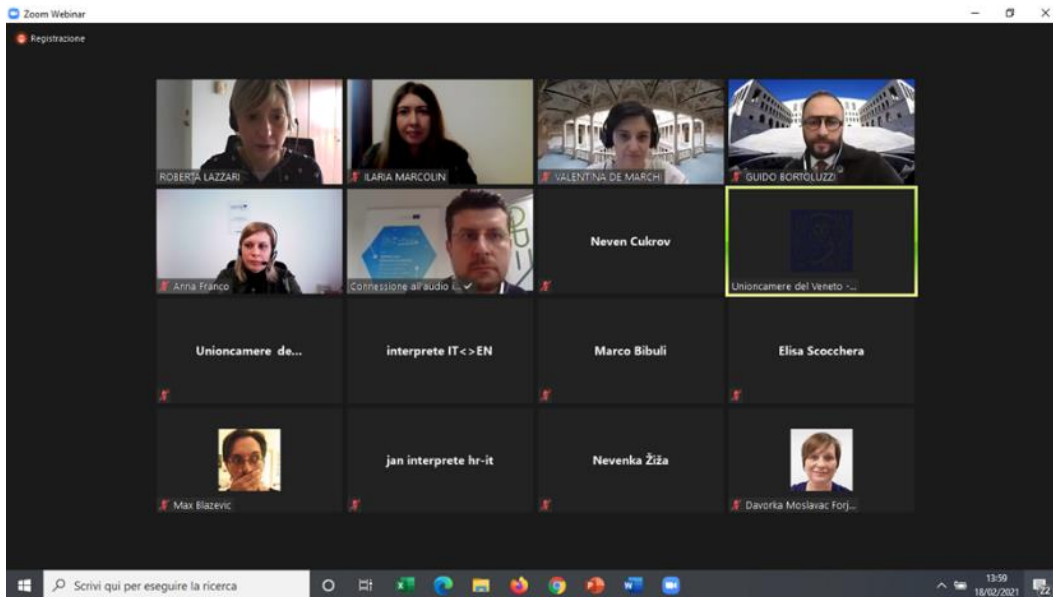 Zoom Webinar
Registrazione
ROBERTA LAZZARI
ILARIA MARCOLIN
VALENTINA DE MARCHI
GUIDO BORTOLUZZI
Anna Franco
Connessione all'audio i...
Neven Cukrov
Unioncamere del Veneto -...
Unioncamere de...
interprete IT<>EN
Marco Bibuli
Elisa Scocchera
Max Blazevic
jan interprete hr-it
Nevenka Žiža
Davorka Moslavac Forj...
Scrivi qui per eseguire la ricerca
13:59
18/02/2021
22